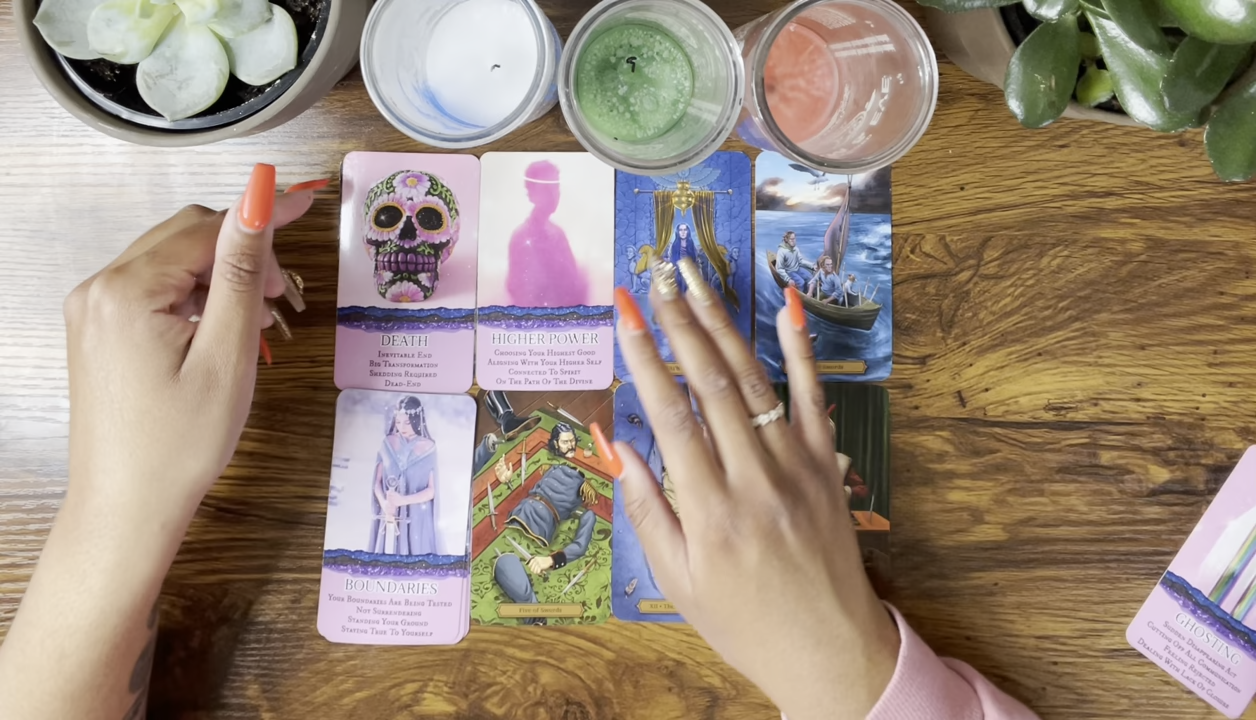 DEATH
INEVITABLE END
BIG TRANSFORMATION
SHEDDING REQUIRED
DEAD-END
HIGHER POWER
CHOOSING YOUR HIGHEST GOOD
ALIGNING WITH YOUR HIGHER SELF
CONNECTED TO SPIRIT
ON THE PATH OF THE DIVINE
BOUNDARIES
YOUR BOUNDARIES ARE BEING TESTED
NOT SURRENDERING
STANDING YOUR GROUND
STAYING TRUE TO YOURSELF
Five of Swords
VII • The
GHOSTING
SUDDEN DISAPPEARING ACT
CUTTING OFF ALL COMMUNICATION
FEELING REJECTED
DEALING WITH LACK OF CLOSURE